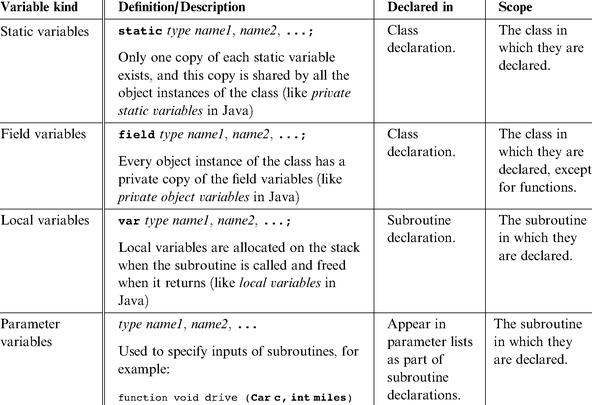 Variable kind Definition/Description Declared in Scope
Static variables static type name1, name2, ...; Class The class in
declaration. which they are
Only one copy of each static variable declared.
exists, and this copy is shared by all the
object instances of the class (like private
static variables in Java)
Field variables field type name1, name2, ...; Class The class in
declaration. which they are
Every object instance of the class has a declared, except
private copy of the field variables (like for functions.
private object variables in Java)
Local variables var type name1, name2, ...; Subroutine The subroutine
declaration. in which they
Local variables are allocated on the stack are declared.
when the subroutine is called and freed
when it returns (like local variables in
Java)
Parameter type name1, name2, ... Appear in The subroutine
variables parameter lists in which they
Used to specify inputs of subroutines, for as part of are declared.
example: subroutine
function void drive (Car c, int miles) declarations.